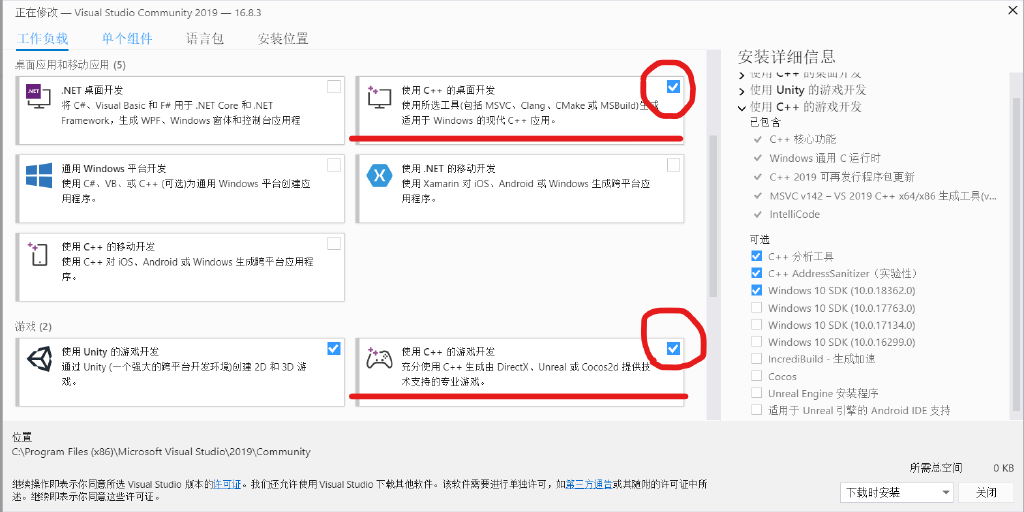 正在修改 — Visual Studio Community 2019 — 16.8.3
工作负载
单个组件
语言包
安装位置
桌面应用和移动应用 (5)
.NET
.NET 桌面开发
将 C#、Visual Basic 和 F# 用于 .NET Core 和 .NET
Framework，生成 WPF、Windows 窗体和控制台应用程
使用 C++ 的桌面开发
使用所选工具(包括 MSVC、Clang、CMake 或 MSBuild)生成
适用于 Windows 的现代 C++ 应用。
通用 Windows 平台开发
使用 C#、VB、或 C++ (可选)为通用 Windows 平台创建应
用程序。
使用 .NET 的移动开发
使用 Xamarin 对 iOS、Android 或 Windows 生成跨平台应
用程序。
使用 C++ 的移动开发
使用 C++ 对 iOS、Android 或 Windows 生成跨平台应用程
序。
游戏 (2)
使用 Unity 的游戏开发
通过 Unity (一个强大的跨平台开发环境)创建 2D 和 3D 游
戏。
使用 C++ 的游戏开发
充分使用 C++ 生成由 DirectX、Unreal 或 Cocos2d 提供技
术支持的专业游戏。
安装详细信息
使用 C++ 的桌面开发
使用 Unity 的游戏开发
使用 C++ 的游戏开发
已包含
C++ 核心功能
Windows 通用 C 运行时
C++ 2019 可再发行程序包更新
MSVC v142 – VS 2019 C++ x64/x86 生成工具(v...
IntelliCode
可选
C++ 分析工具
C++ AddressSanitizer（实验性）
Windows 10 SDK (10.0.18362.0)
Windows 10 SDK (10.0.17763.0)
Windows 10 SDK (10.0.17134.0)
Windows 10 SDK (10.0.16299.0)
IncrediBuild - 生成加速
Cocos
Unreal Engine 安装程序
适用于 Unreal 引擎的 Android IDE 支持
位置
C:\Program Files (x86)\Microsoft Visual Studio\2019\Community
所需总空间 0 KB
继续操作即表示你同意所选 Visual Studio 版本的许可证。我们还允许使用 Visual Studio 下载其他软件。该软件需要进行单独许可，如第三方通告或其随附的许可证中所
述。继续即表示你同意这些许可证。
下载时安装
关闭